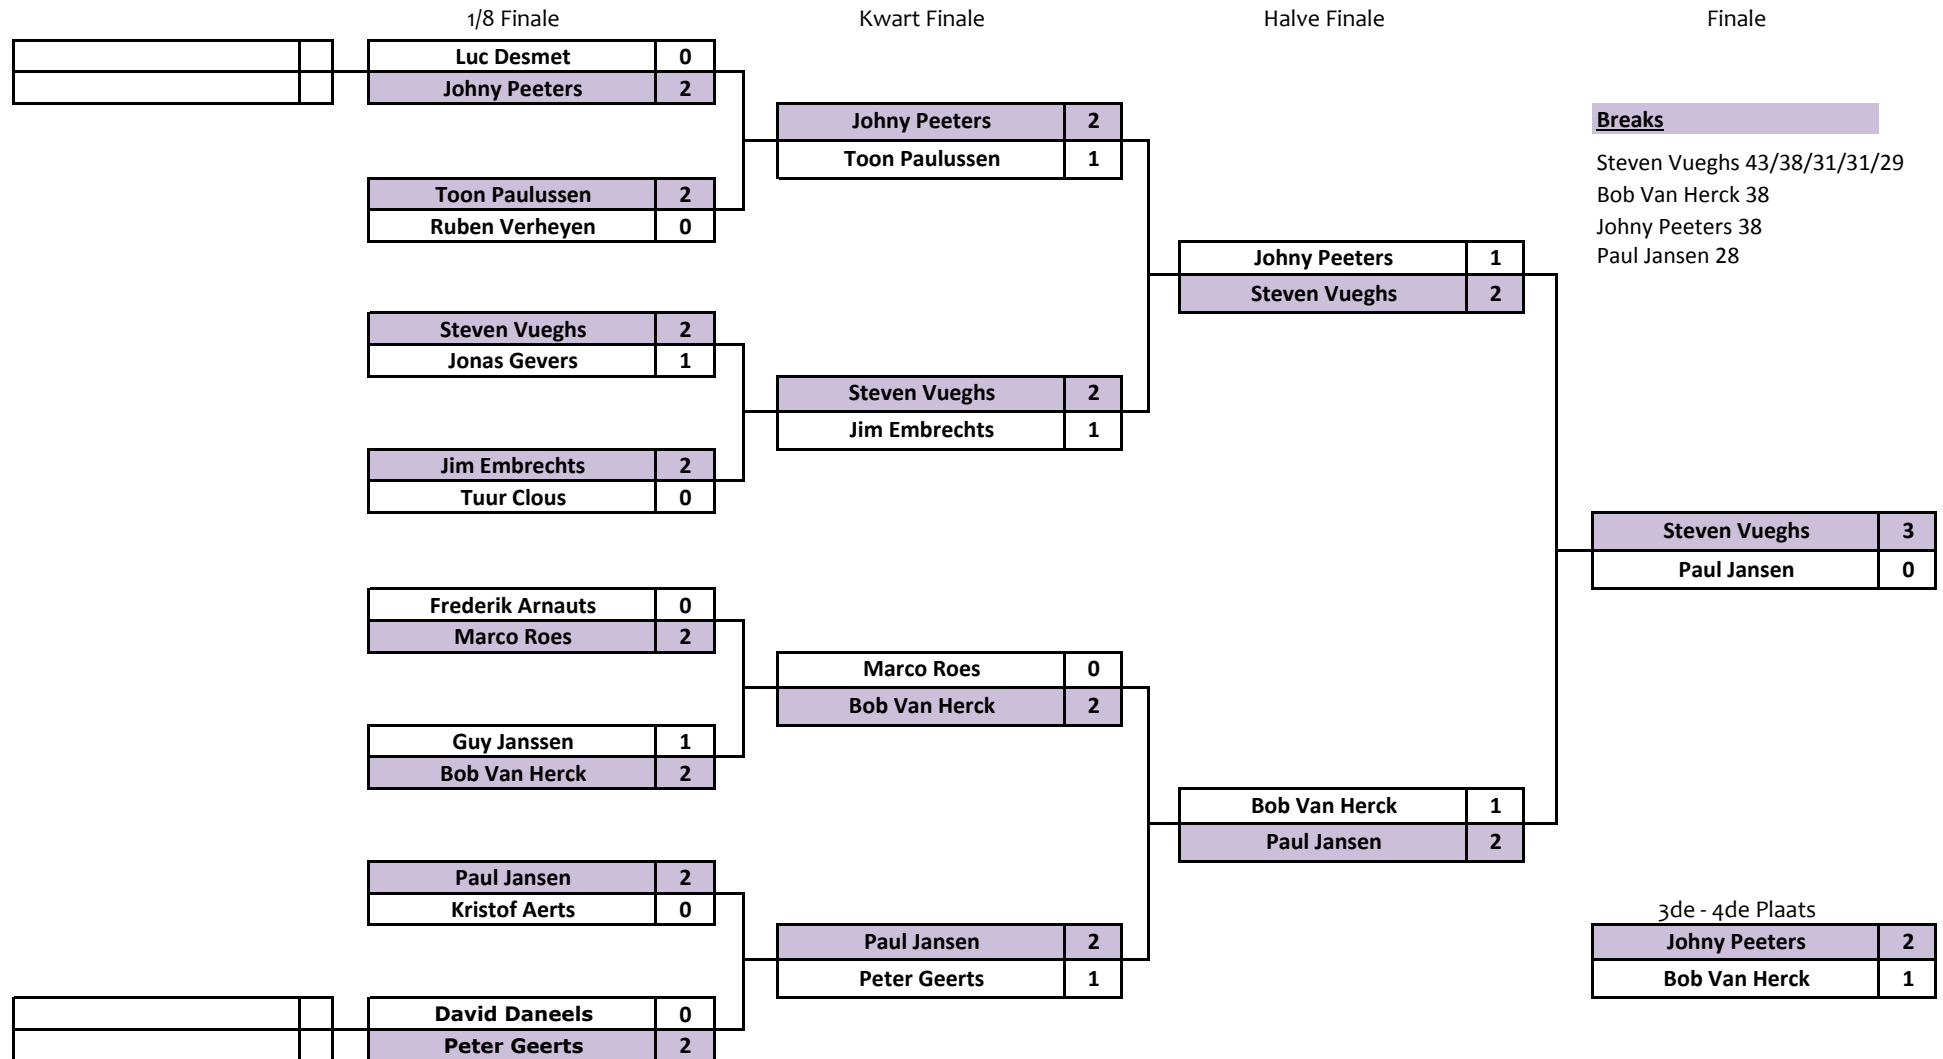 1/8 Finale
Kwart Finale
Halve Finale
Finale
Luc Desmet 0
Johny Peeters 2
Toon Paulussen 2
Ruben Verheyen 0
Steven Vueghs 2
Jonas Gevers 1
Jim Embrechts 2
Tuur Clous 0
Frederik Arnauts 0
Marco Roes 2
Guy Janssen 1
Bob Van Herck 2
Paul Jansen 2
Kristof Aerts 0
David Daneels 0
Peter Geerts 2
Johny Peeters 2
Toon Paulussen 1
Steven Vueghs 2
Jim Embrechts 1
Marco Roes 0
Bob Van Herck 2
Paul Jansen 2
Peter Geerts 1
Johny Peeters 1
Steven Vueghs 2
Bob Van Herck 1
Paul Jansen 2
Breaks
Steven Vueghs 43/38/31/31/29
Bob Van Herck 38
Johny Peeters 38
Paul Jansen 28
Steven Vueghs 3
Paul Jansen 0
3de - 4de Plaats
Johny Peeters 2
Bob Van Herck 1